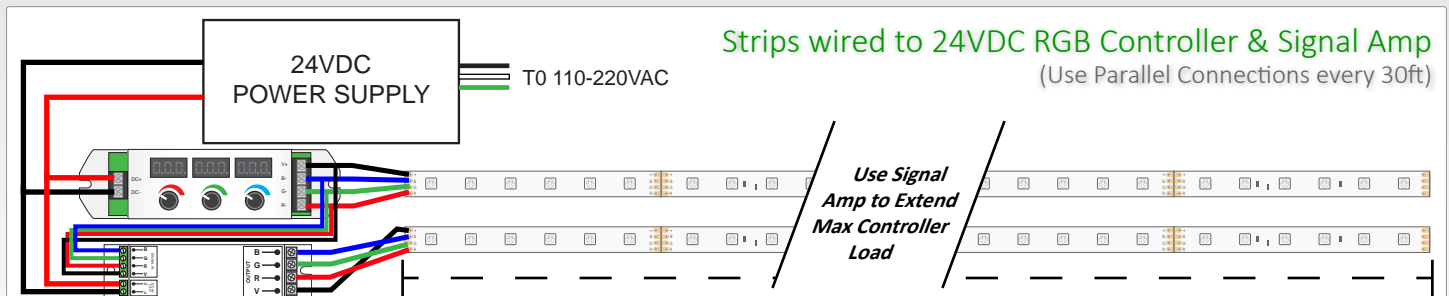 Strips wired to 24VDC RGB Controller & Signal Amp
(Use Parallel Connections every 30ft)
24VDC
POWER SUPPLY
T0 110-220VAC
DC+
DC-
V+
B-
G-
R-
Use Signal
Amp to Extend
Max Controller
Load
B
G
R
V
OUTPUT
B
G
R
V